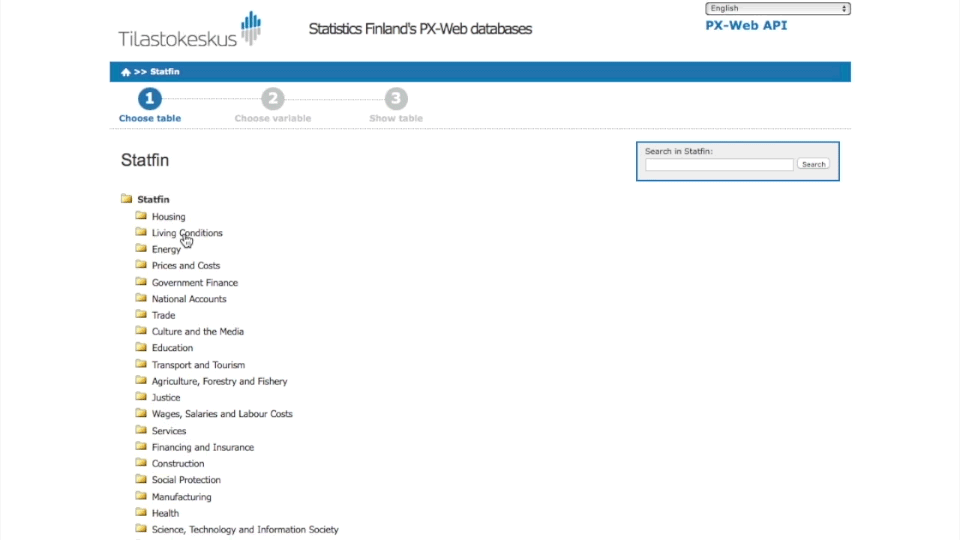 English
Tilastokeskus
Statistics Finland's PX-Web databases
PX-Web API
>> Statfin
1
2
3
Choose table
Choose variable
Show table
Statfin
Search in Statfin:
Search
Statfin
Housing
Living Conditions
Energy
Prices and Costs
Government Finance
National Accounts
Trade
Culture and the Media
Education
Transport and Tourism
Agriculture, Forestry and Fishery
Justice
Wages, Salaries and Labour Costs
Services
Financing and Insurance
Construction
Social Protection
Manufacturing
Health
Science, Technology and Information Society